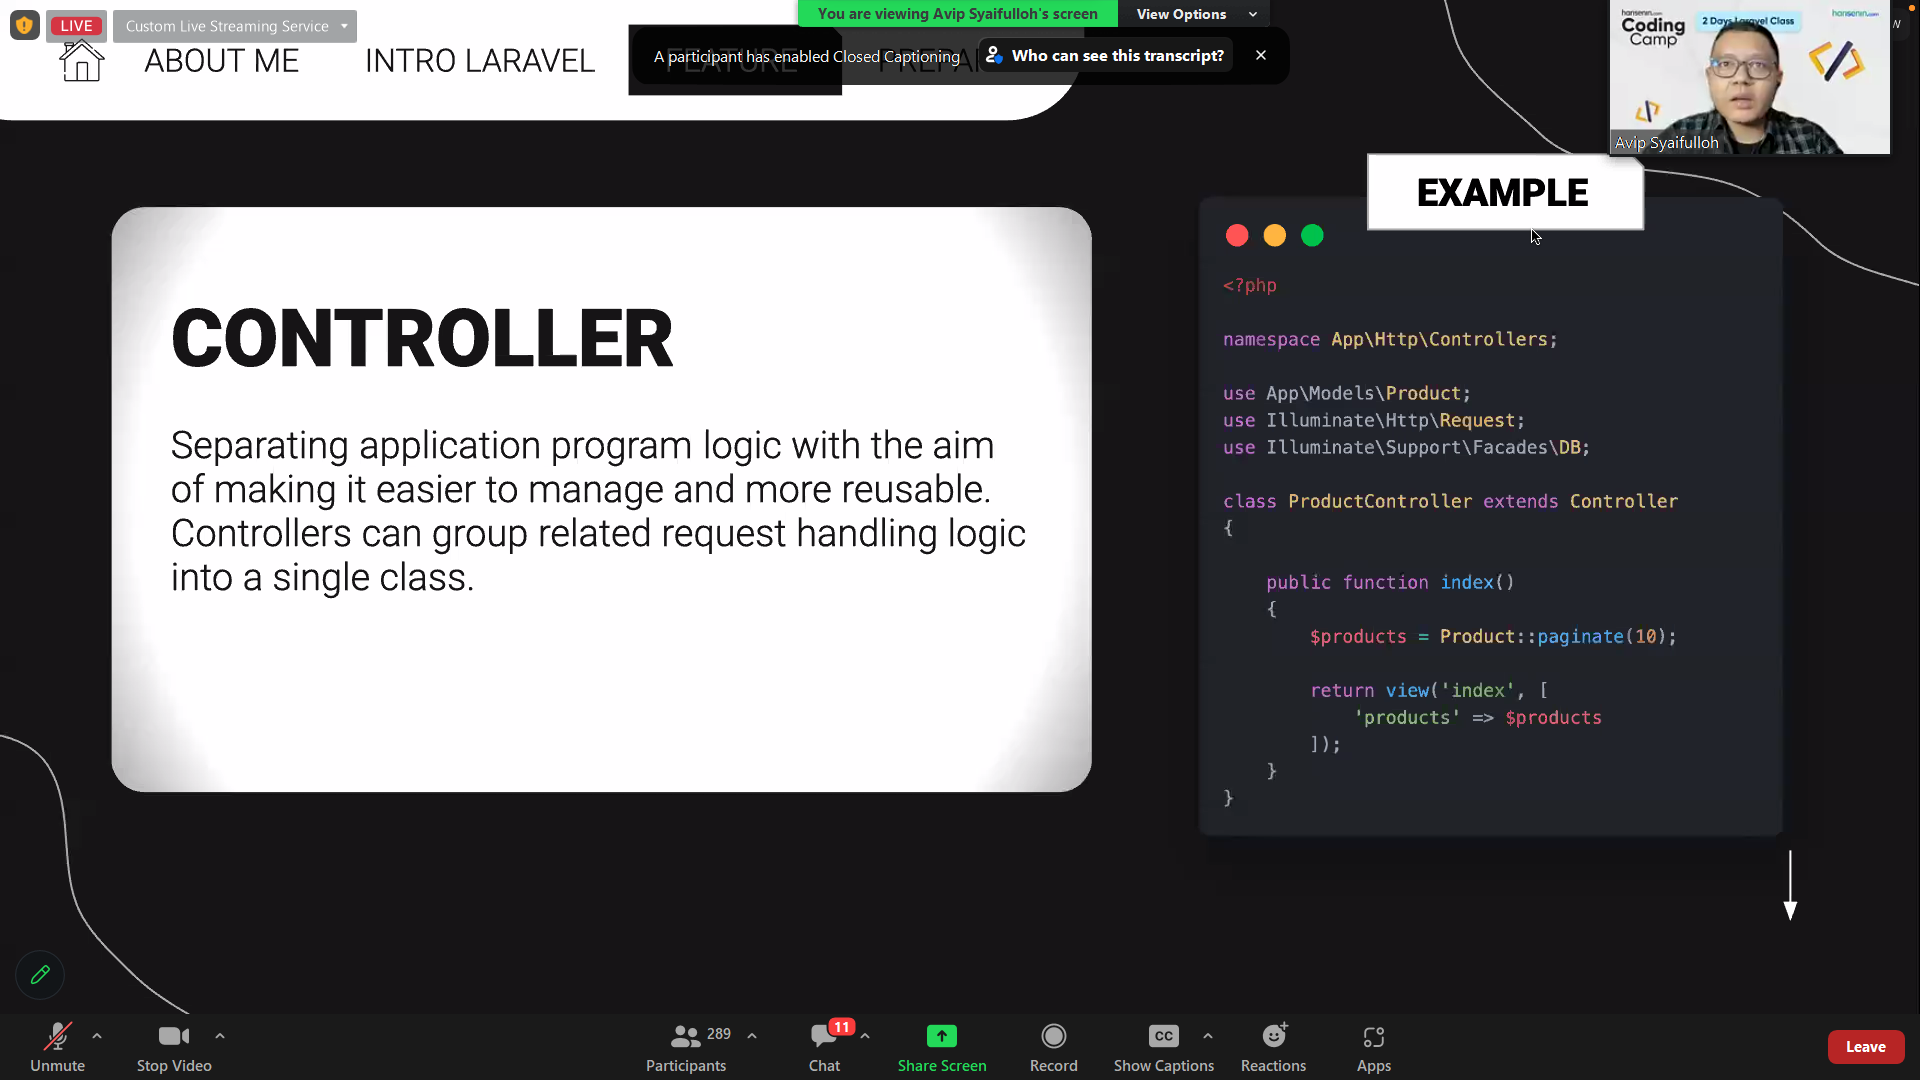 LIVE
Custom Live Streaming Service
You are viewing Avip Syaifulloh's screen
View Options
ABOUT ME
INTRO LARAVEL
FEATURE
A participant has enabled Closed Captioning
Who can see this transcript?
hansenin.com
Coding
Camp
2 Days Laravel Class
hansenin.com
Avip Syaifulloh
CONTROLLER
Separating application program logic with the aim
of making it easier to manage and more reusable.
Controllers can group related request handling logic
into a single class.
EXAMPLE
<?php
namespace App\Http\Controllers;
use App\Models\Product;
use Illuminate\Http\Request;
use Illuminate\Support\Facades\DB;
class ProductController extends Controller
{
public function index()
{
$products = Product::paginate(10);
return view('index', [
'products' => $products
]);
}
}
Unmute
Stop Video
289
Participants
11
Chat
Share Screen
Record
CC
Show Captions
Reactions
Apps
Leave